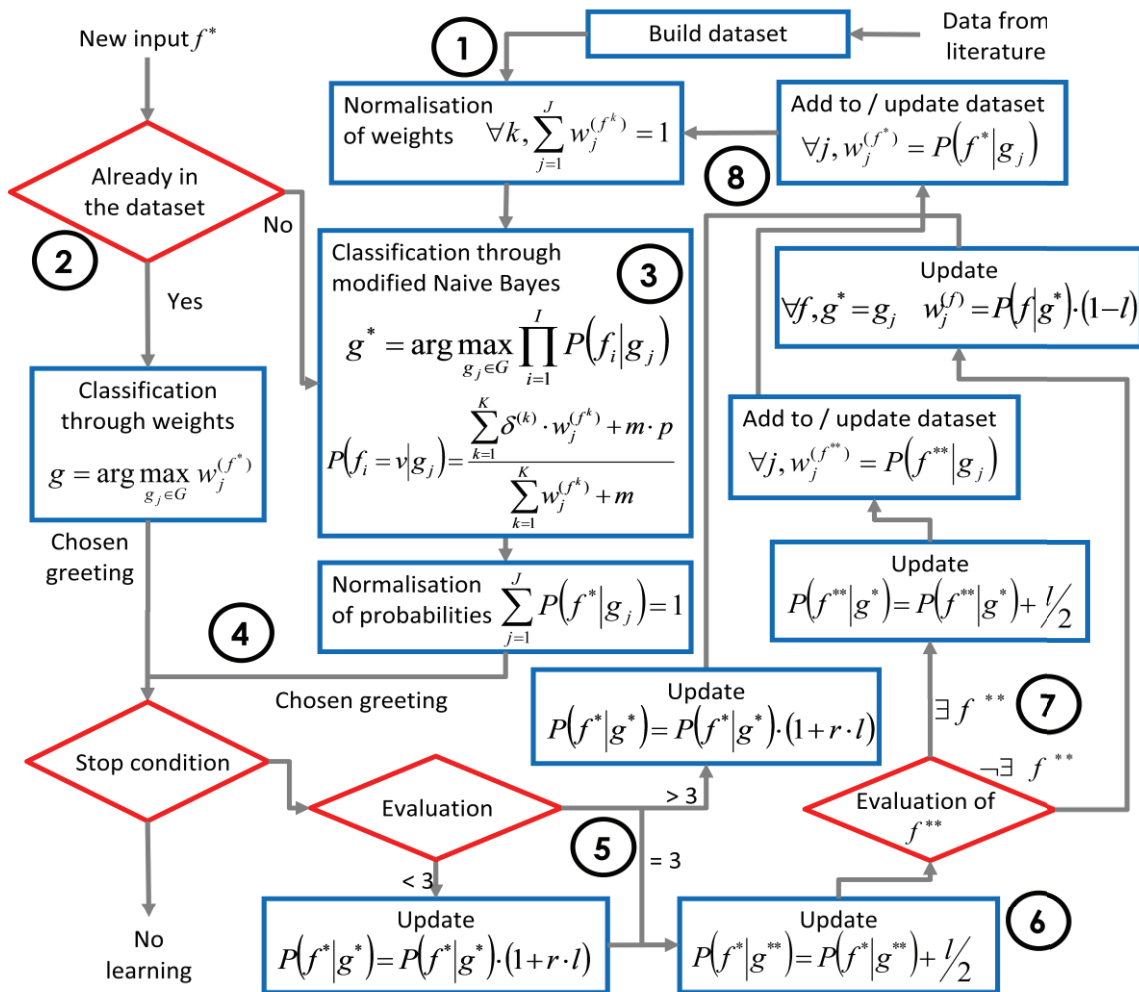 New input f*
1
Build dataset
Data from
literature
Normalisation
of weights ∀k, ∑_{j=1}^{J} w_j^{(f^k)} = 1
Add to / update dataset
∀j, w_j^{(f*)} = P(f*|g_j)
8
Already in
the dataset
No
2
Yes
Classification through
modified Naive Bayes
3
g* = arg max_{g_j∈G} ∏_{i=1}^{I} P(f_i|g_j)
P(f_i = v|g_j) = (∑_{k=1}^{K} δ^{(k)} · w_j^{(f^k)} + m · p) / (∑_{k=1}^{K} w_j^{(f^k)} + m)
Update
∀f, g* = g_j w_j^{(f)} = P(f|g*)·(1−l)
Classification
through weights
g = arg max_{g_j∈G} w_j^{(f*)}
Add to / update dataset
∀j, w_j^{(f**)} = P(f**|g_j)
Chosen
greeting
Normalisation
of probabilities ∑_{j=1}^{J} P(f*|g_j) = 1
Update
P(f**|g*) = P(f**|g*) + l/2
4
Chosen greeting
Update
P(f*|g*) = P(f*|g*)·(1+r·l)
∃ f**
7
¬∃ f**
Stop condition
Evaluation
> 3
Evaluation of
f**
5
= 3
< 3
No
learning
Update
P(f*|g*) = P(f*|g*)·(1+r·l)
Update
P(f*|g**) = P(f*|g**) + l/2
6